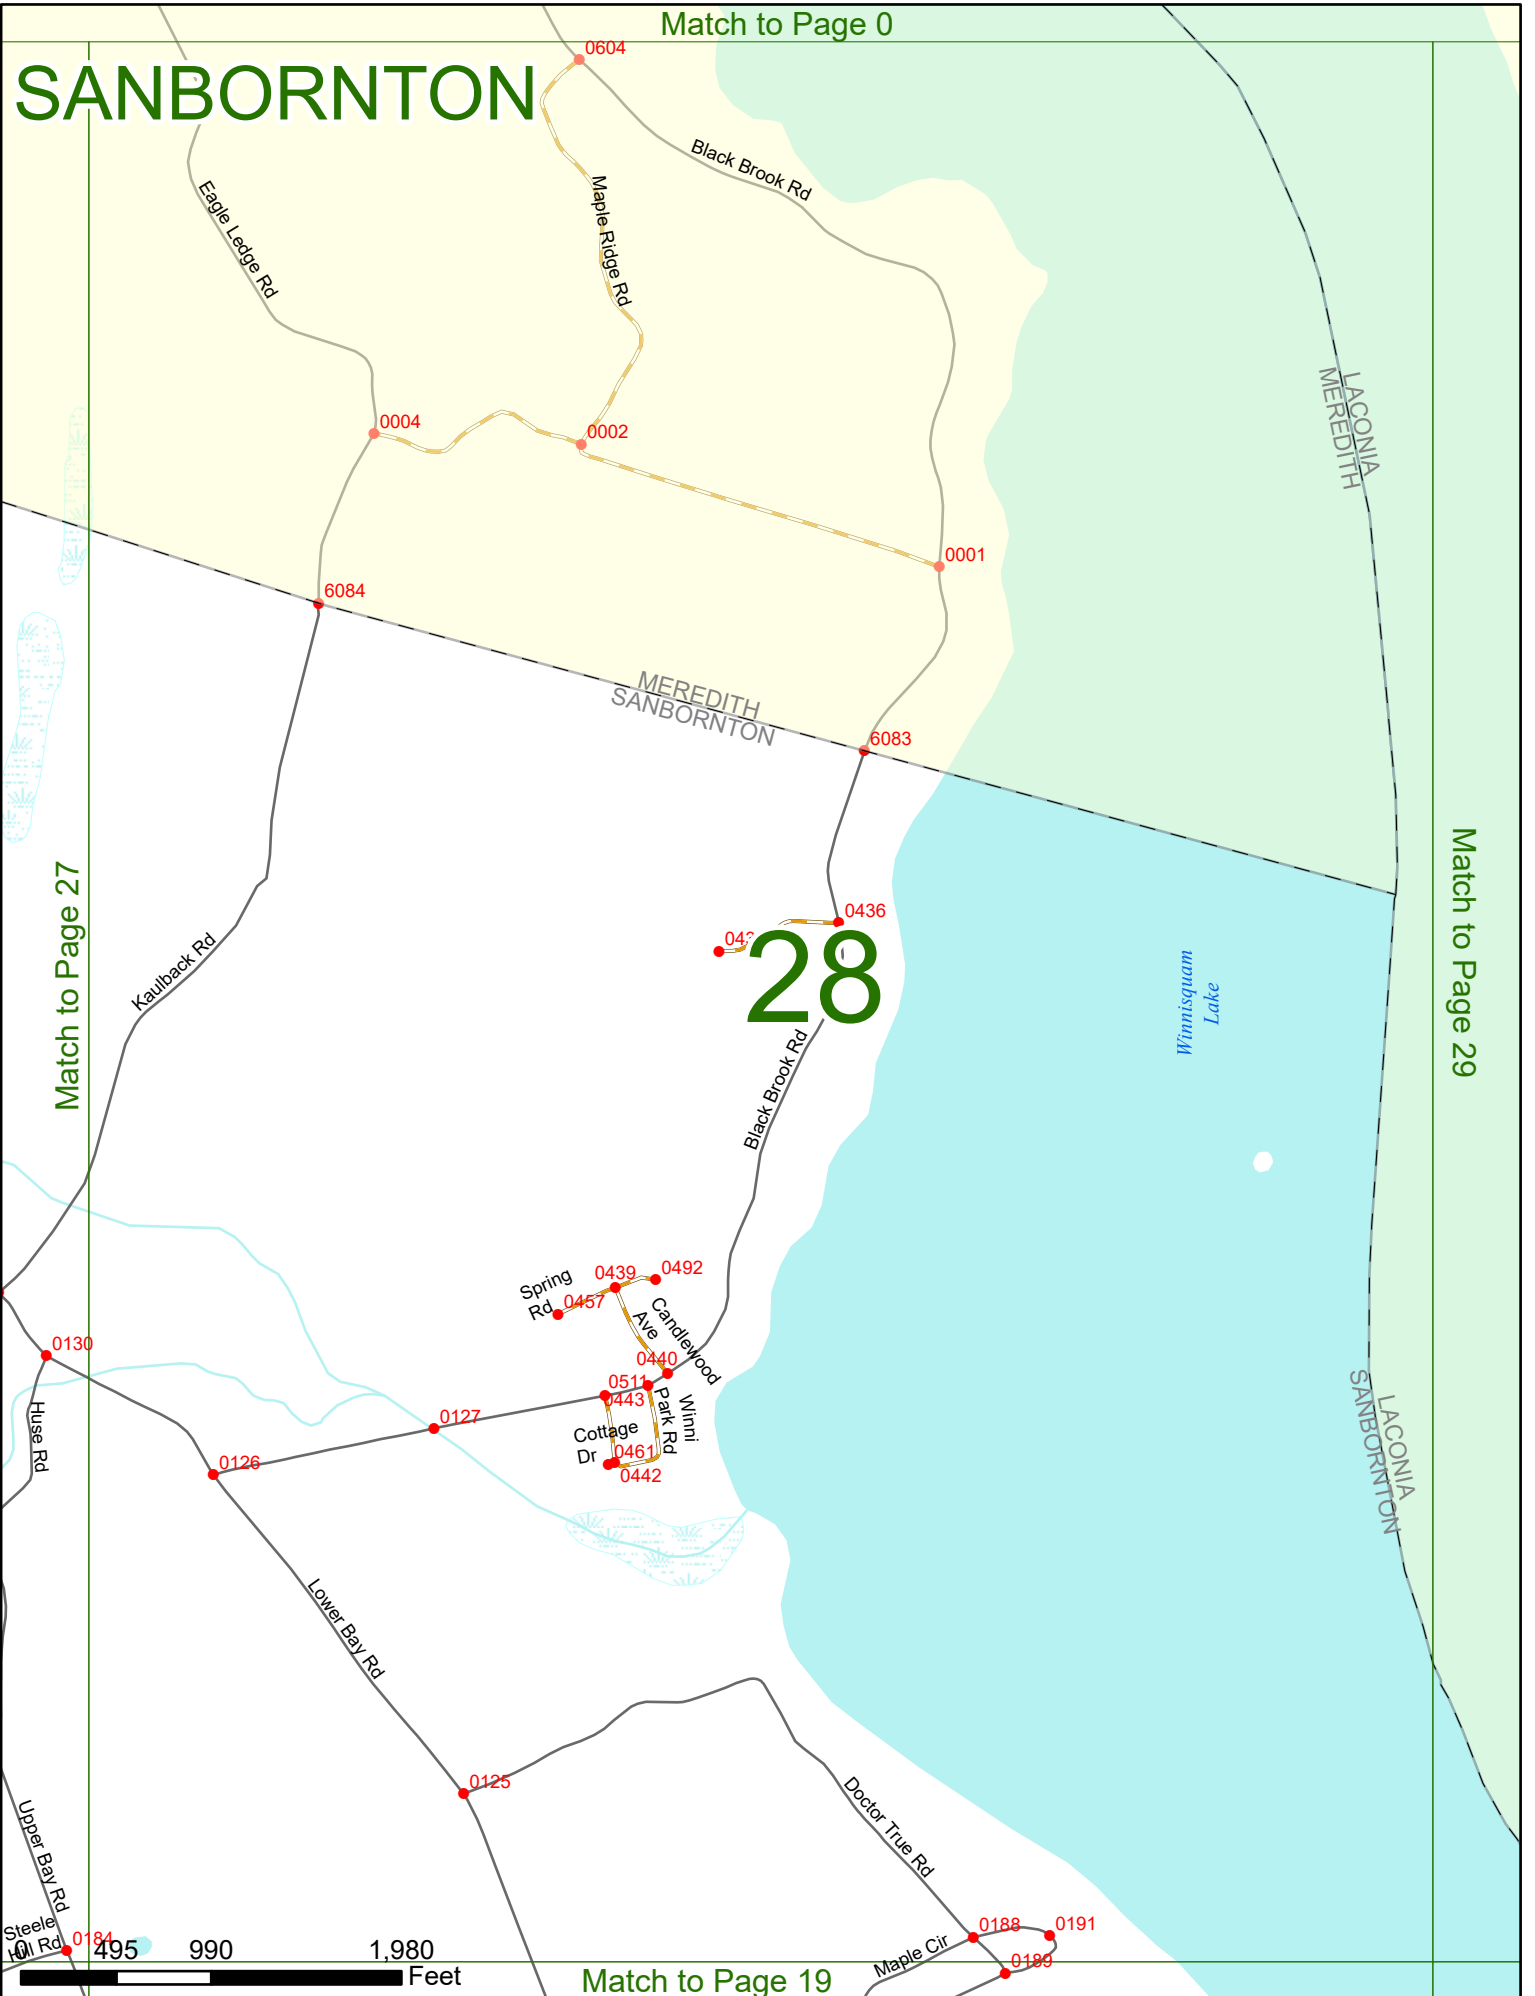 Match to Page 0
SANBORNTON
0604
Black Brook Rd
Maple Ridge Rd
Eagle Ledge Rd
LACONIA
MEREDITH
0004
0002
0001
6084
MEREDITH
SANBORNTON
6083
Match to Page 27
Match to Page 29
0436
28
Kaulback Rd
Winnisquam
Lake
Black Brook Rd
Spring
Rd
0439
0492
0457
Candlewood
Ave
0130
0440
0511
0443
Winni
Park Rd
Huse Rd
0127
Cottage
Dr
0461
0442
0126
LACONIA
SANBORNTON
Lower Bay Rd
0125
Doctor True Rd
Upper Bay Rd
Steele
Hill Rd
0184
0188
0191
Maple Cir
0189
0 495 990 1,980
Feet
Match to Page 19